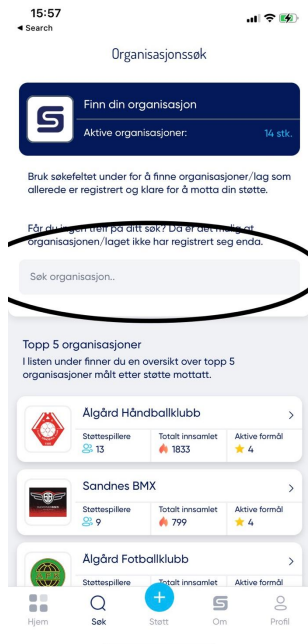 15:57
◀ Search
Organisasjonssøk
Finn din organisasjon
Aktive organisasjoner: 14 stk.
Bruk søkefeltet under for å finne organisasjoner/lag som
allerede er registrert og klare for å motta din støtte.
Får du ingen treff på ditt søk? Da er det mulig at
organisasjonen/laget ikke har registrert seg enda.
Søk organisasjon..
Topp 5 organisasjoner
I listen under finner du en oversikt over topp 5
organisasjoner målt etter støtte mottatt.
Ålgård Håndballklubb
Støttespillere Totalt innsamlet Aktive formål
13 1833 4
Sandnes BMX
Støttespillere Totalt innsamlet Aktive formål
9 799 4
Ålgård Fotballklubb
Støttespillere Totalt innsamlet Aktive formål
Hjem Søk Støtt Om Profil